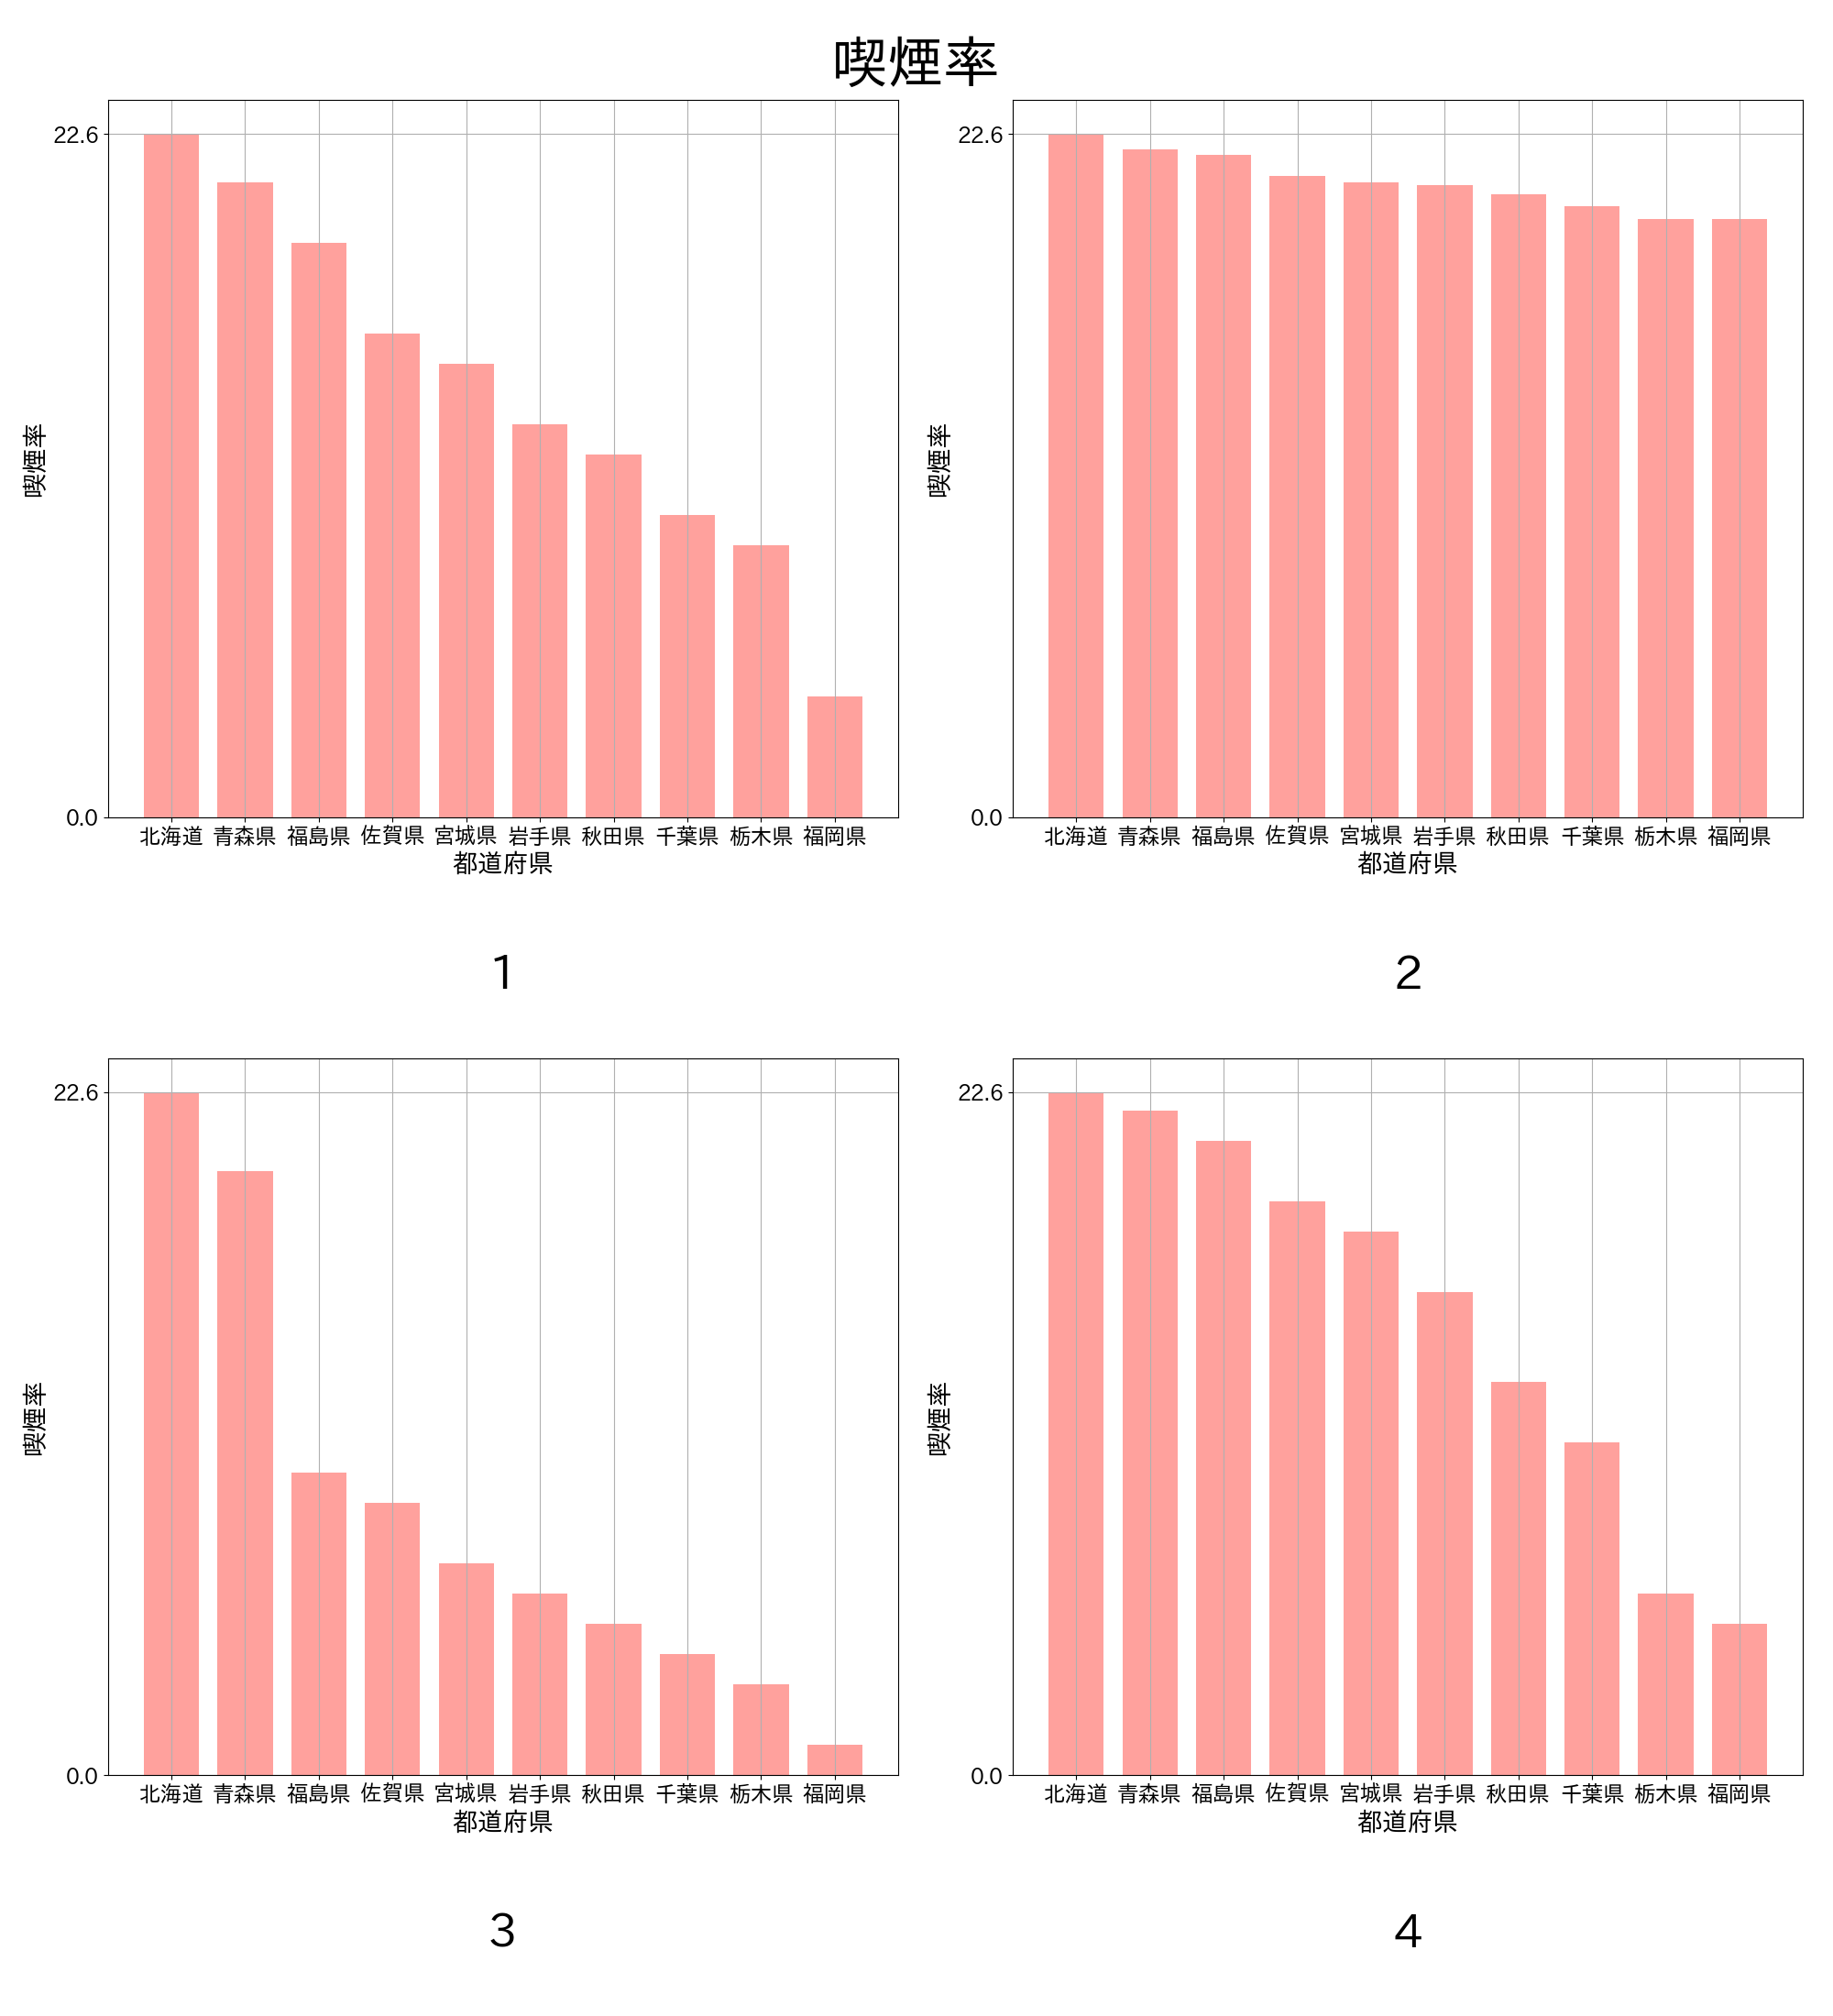 喫煙率
22.6
0.0
喫煙率
北海道 青森県 福島県 佐賀県 宮城県 岩手県 秋田県 千葉県 栃木県 福岡県
都道府県
1
22.6
0.0
喫煙率
北海道 青森県 福島県 佐賀県 宮城県 岩手県 秋田県 千葉県 栃木県 福岡県
都道府県
2
22.6
0.0
喫煙率
北海道 青森県 福島県 佐賀県 宮城県 岩手県 秋田県 千葉県 栃木県 福岡県
都道府県
3
22.6
0.0
喫煙率
北海道 青森県 福島県 佐賀県 宮城県 岩手県 秋田県 千葉県 栃木県 福岡県
都道府県
4